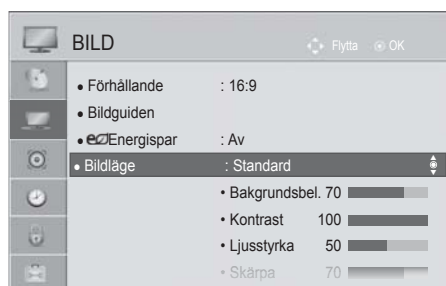 BILD
Flytta OK
• Förhållande : 16:9
• Bildguiden
• eco Energispar : Av
• Bildläge : Standard
• Bakgrundsbel. 70
• Kontrast 100
• Ljusstyrka 50
• Skärpa 70